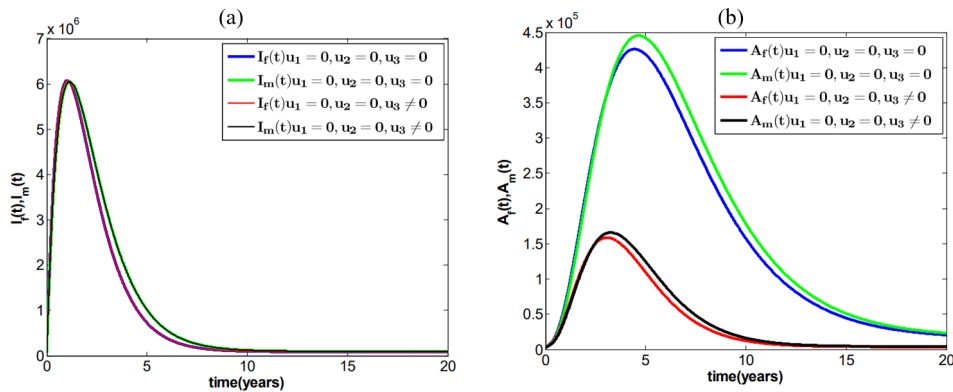 (a)
× 10⁶
7
6
5
4
3
2
1
0
I_f(t),I_m(t)
0 5 10 15 20
time(years)
I_f(t)u_1 = 0, u_2 = 0, u_3 = 0
I_m(t)u_1 = 0, u_2 = 0, u_3 = 0
I_f(t)u_1 = 0, u_2 = 0, u_3 ≠ 0
I_m(t)u_1 = 0, u_2 = 0, u_3 ≠ 0
(b)
× 10⁵
4.5
4
3.5
3
2.5
2
1.5
1
0.5
0
A_f(t),A_m(t)
0 5 10 15 20
time(years)
A_f(t)u_1 = 0, u_2 = 0, u_3 = 0
A_m(t)u_1 = 0, u_2 = 0, u_3 = 0
A_f(t)u_1 = 0, u_2 = 0, u_3 ≠ 0
A_m(t)u_1 = 0, u_2 = 0, u_3 ≠ 0